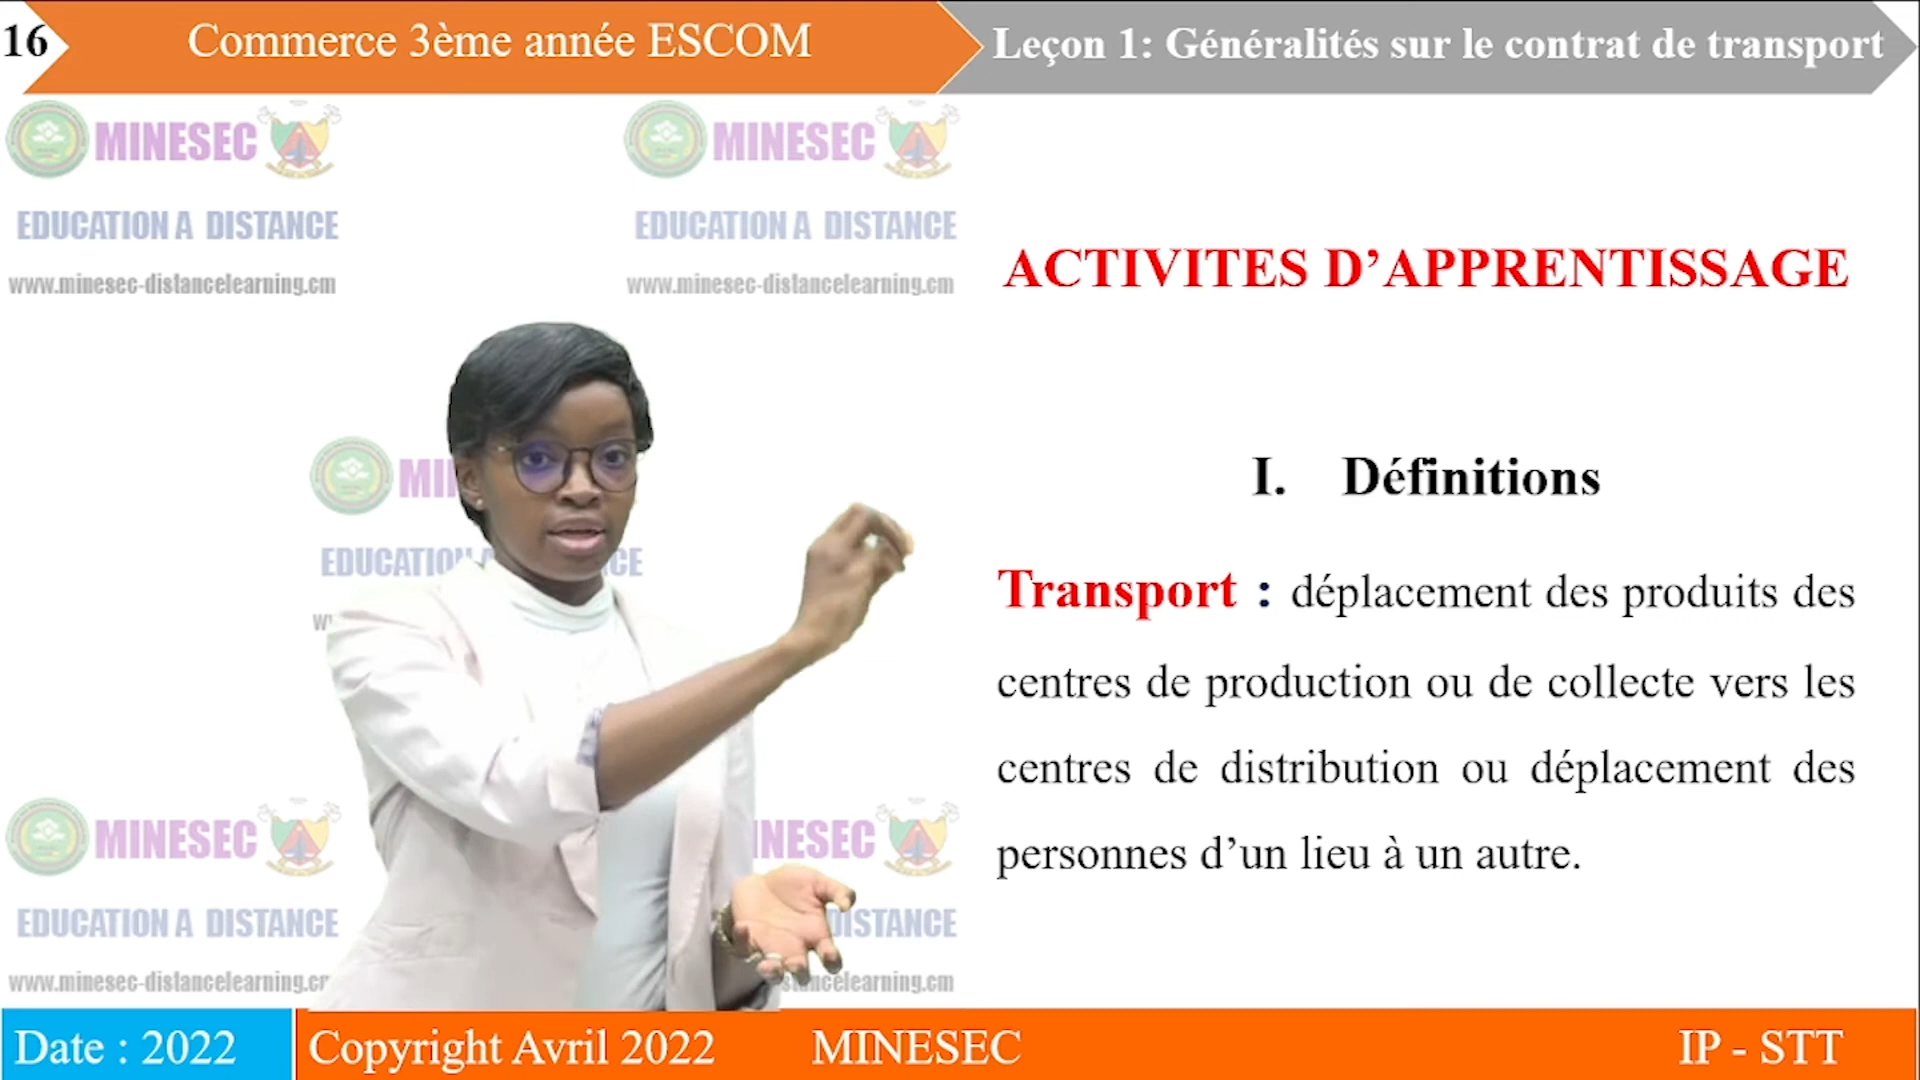 16
Commerce 3ème année ESCOM
Leçon 1: Généralités sur le contrat de transport
MINESEC
EDUCATION A DISTANCE
www.minesec-distancelearning.cm
MINESEC
EDUCATION A DISTANCE
www.minesec-distancelearning.cm
ACTIVITES D’APPRENTISSAGE
I. Définitions
Transport : déplacement des produits des
centres de production ou de collecte vers les
centres de distribution ou déplacement des
personnes d’un lieu à un autre.
MINESEC
EDUCATION A DISTANCE
Date : 2022
Copyright Avril 2022
MINESEC
IP - STT